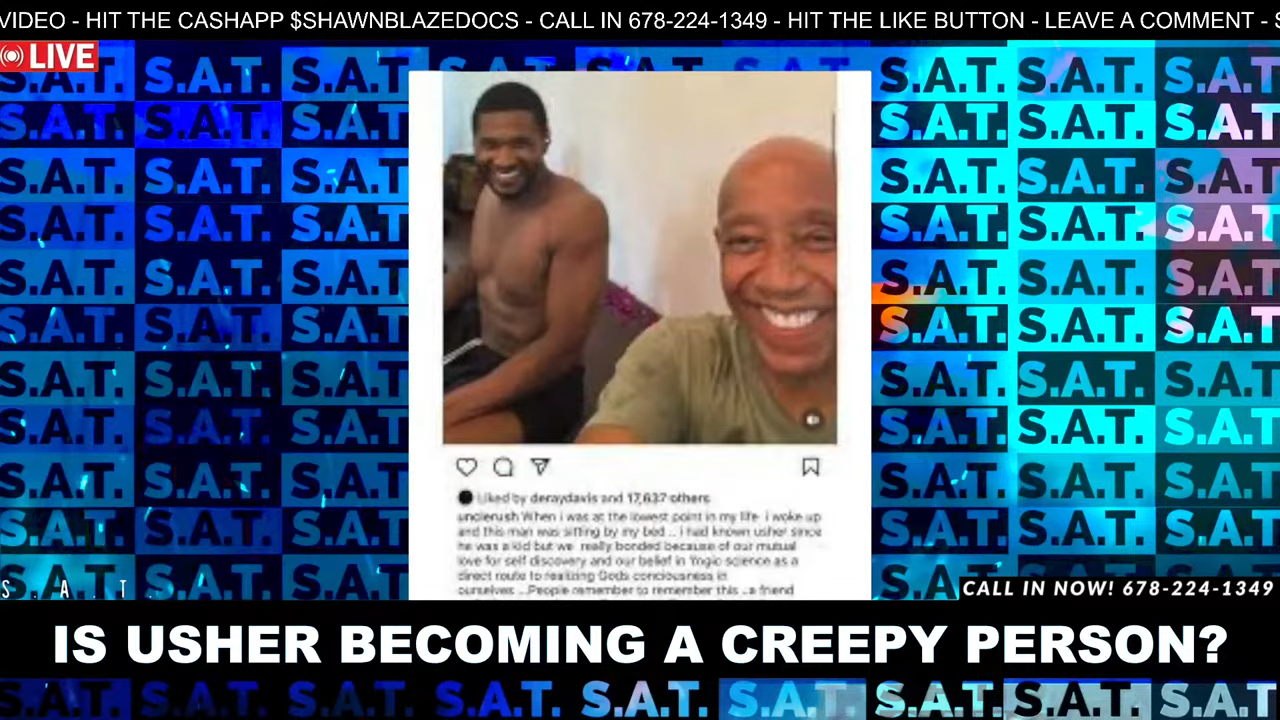 VIDEO - HIT THE CASHAPP $SHAWNBLAZEDOCS - CALL IN 678-224-1349 - HIT THE LIKE BUTTON - LEAVE A COMMENT - S
LIVE
S.A.T. S.A.T. S.A.T. S.A.T. S.A.T. S.A.T.
S.A.T. S.A.T. S.A.T. S.A.T. S.A.T. S.A.T.
S.A.T. S.A.T. S.A.T. S.A.T. S.A.T. S.A.T.
S.A.T. S.A.T. S.A.T. S.A.T. S.A.T. S.A.T.
S.A.T. S.A.T. S.A.T. S.A.T. S.A.T. S.A.T.
S.A.T. S.A.T. S.A.T. S.A.T. S.A.T. S.A.T.
S.A.T. S.A.T. S.A.T. S.A.T. S.A.T. S.A.T.
S.A.T. S.A.T. S.A.T. S.A.T. S.A.T. S.A.T.
S.A.T. S.A.T. S.A.T. S.A.T. S.A.T. S.A.T.
S.A.T. S.A.T. S.A.T. S.A.T. S.A.T. S.A.T.
Liked by deraydavis and 17,637 others
unclerush When i was at the lowest point in my life i woke up
and this man was sitting by my bed .. i had known usher since
he was a kid but we really bonded because of our mutual
love for self discovery and our belief in Yogic science as a
direct route to realizing Gods conciousness in
ourselves ...People remember to remember this ..a friend
S. A. T.
CALL IN NOW! 678-224-1349
IS USHER BECOMING A CREEPY PERSON?
S.A.T. S.A.T. S.A.T. S.A.T. S.A.T. S.A.T. S.A.T. S.A.T. S.A.T.